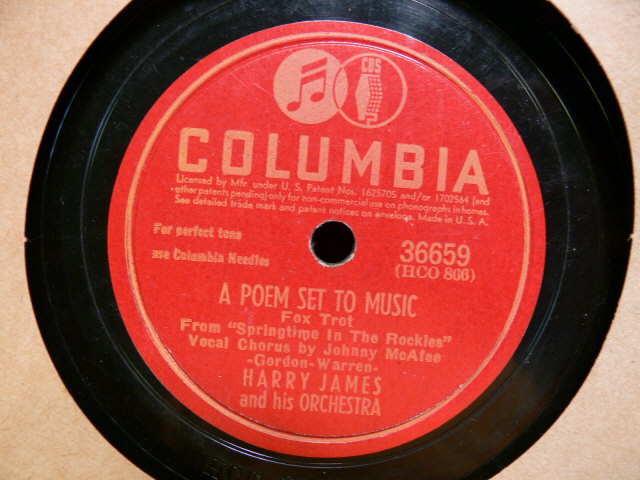 CBS
COLUMBIA
Licensed by Mfr. under U. S. Patent Nos. 1625705 and/or 1702564 (and
other patents pending) only for non-commercial use on phonographs in homes.
See detailed trade mark and patent notices on envelope. Made in U. S. A.
For perfect tone
use Columbia Needles
36659
(HCO 866)
A POEM SET TO MUSIC
Fox Trot
From "Springtime In The Rockies"
Vocal Chorus by Johnny McAfee
-Gordon-Warren-
HARRY JAMES
and his ORCHESTRA